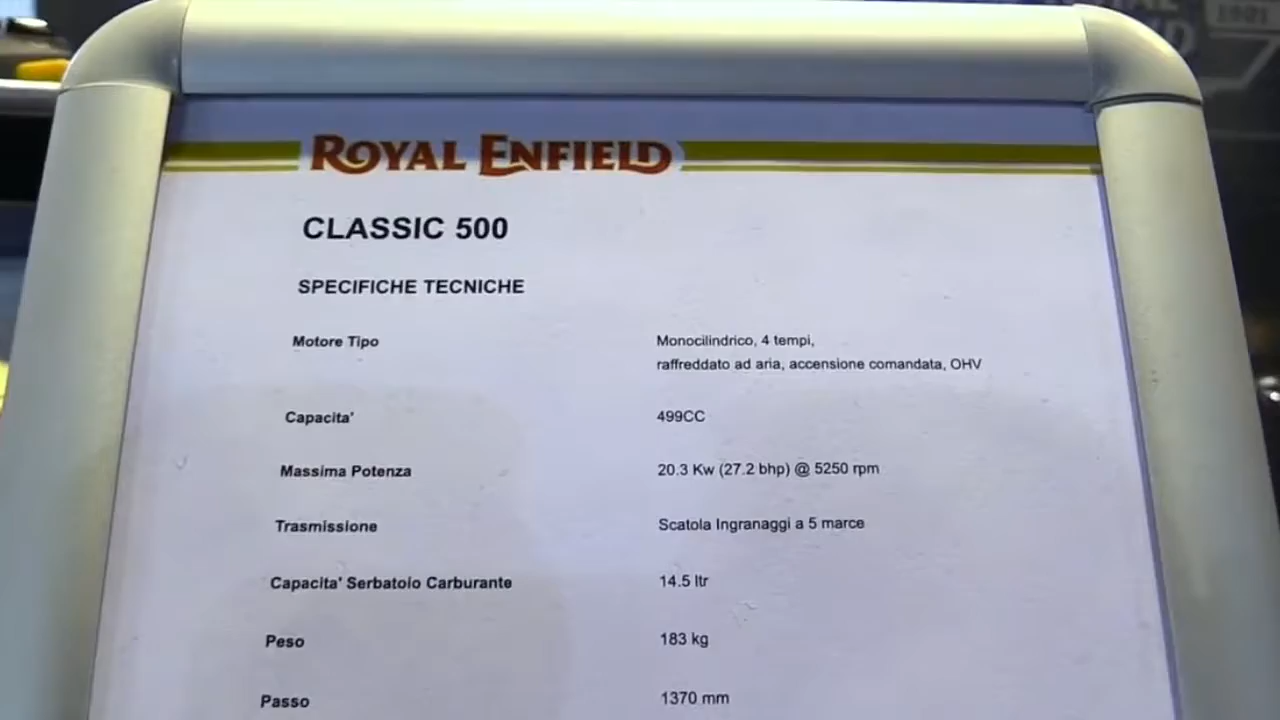 ROYAL ENFIELD
CLASSIC 500
SPECIFICHE TECNICHE
Motore Tipo Monocilindrico, 4 tempi,
raffreddato ad aria, accensione comandata, OHV
Capacita' 499CC
Massima Potenza 20.3 Kw (27.2 bhp) @ 5250 rpm
Trasmissione Scatola Ingranaggi a 5 marce
Capacita' Serbatoio Carburante 14.5 ltr
Peso 183 kg
Passo 1370 mm